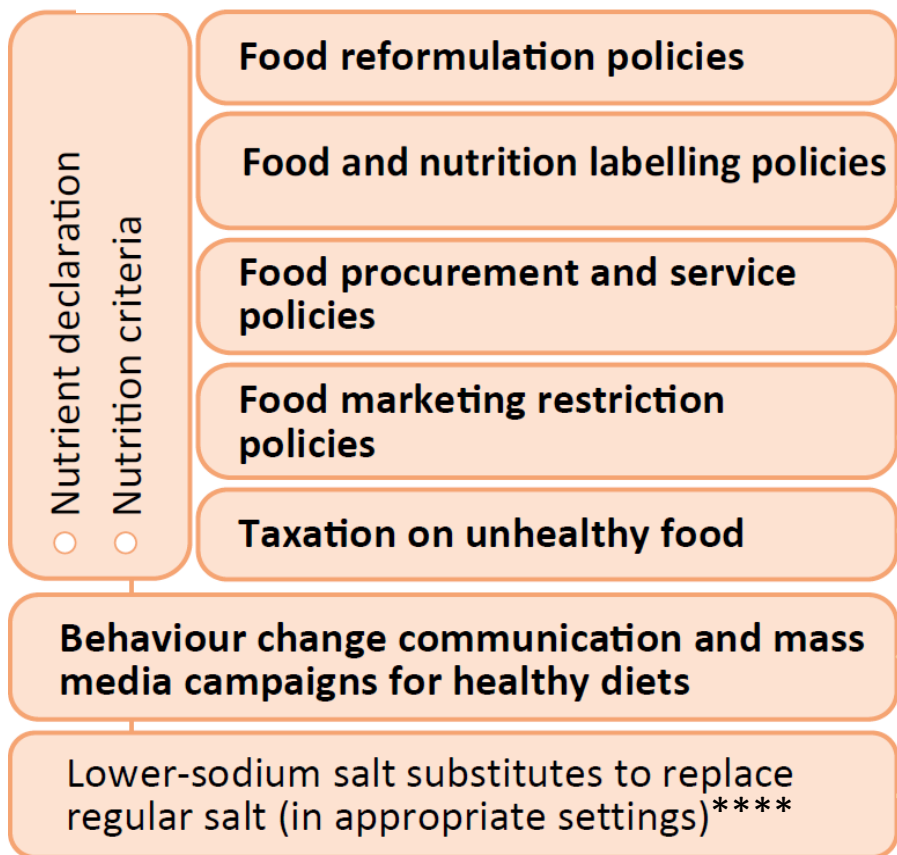 Nutrient declaration
Nutrition criteria
Food reformulation policies
Food and nutrition labelling policies
Food procurement and service
policies
Food marketing restriction
policies
Taxation on unhealthy food
Behaviour change communication and mass
media campaigns for healthy diets
Lower-sodium salt substitutes to replace
regular salt (in appropriate settings)****